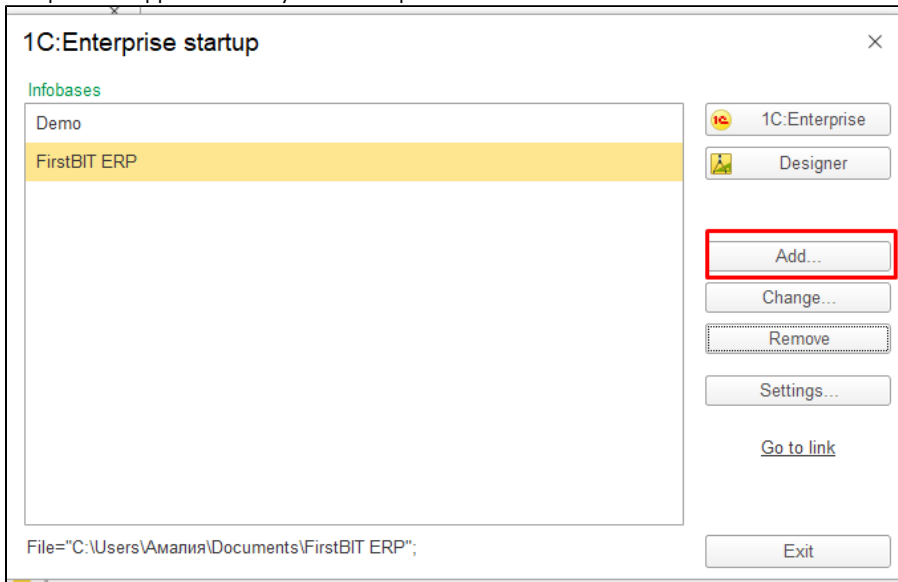 1C:Enterprise startup
Infobases
Demo
FirstBIT ERP
1C:Enterprise
Designer
Add...
Change...
Remove
Settings...
Go to link
File="C:\Users\Амалия\Documents\FirstBIT ERP";
Exit